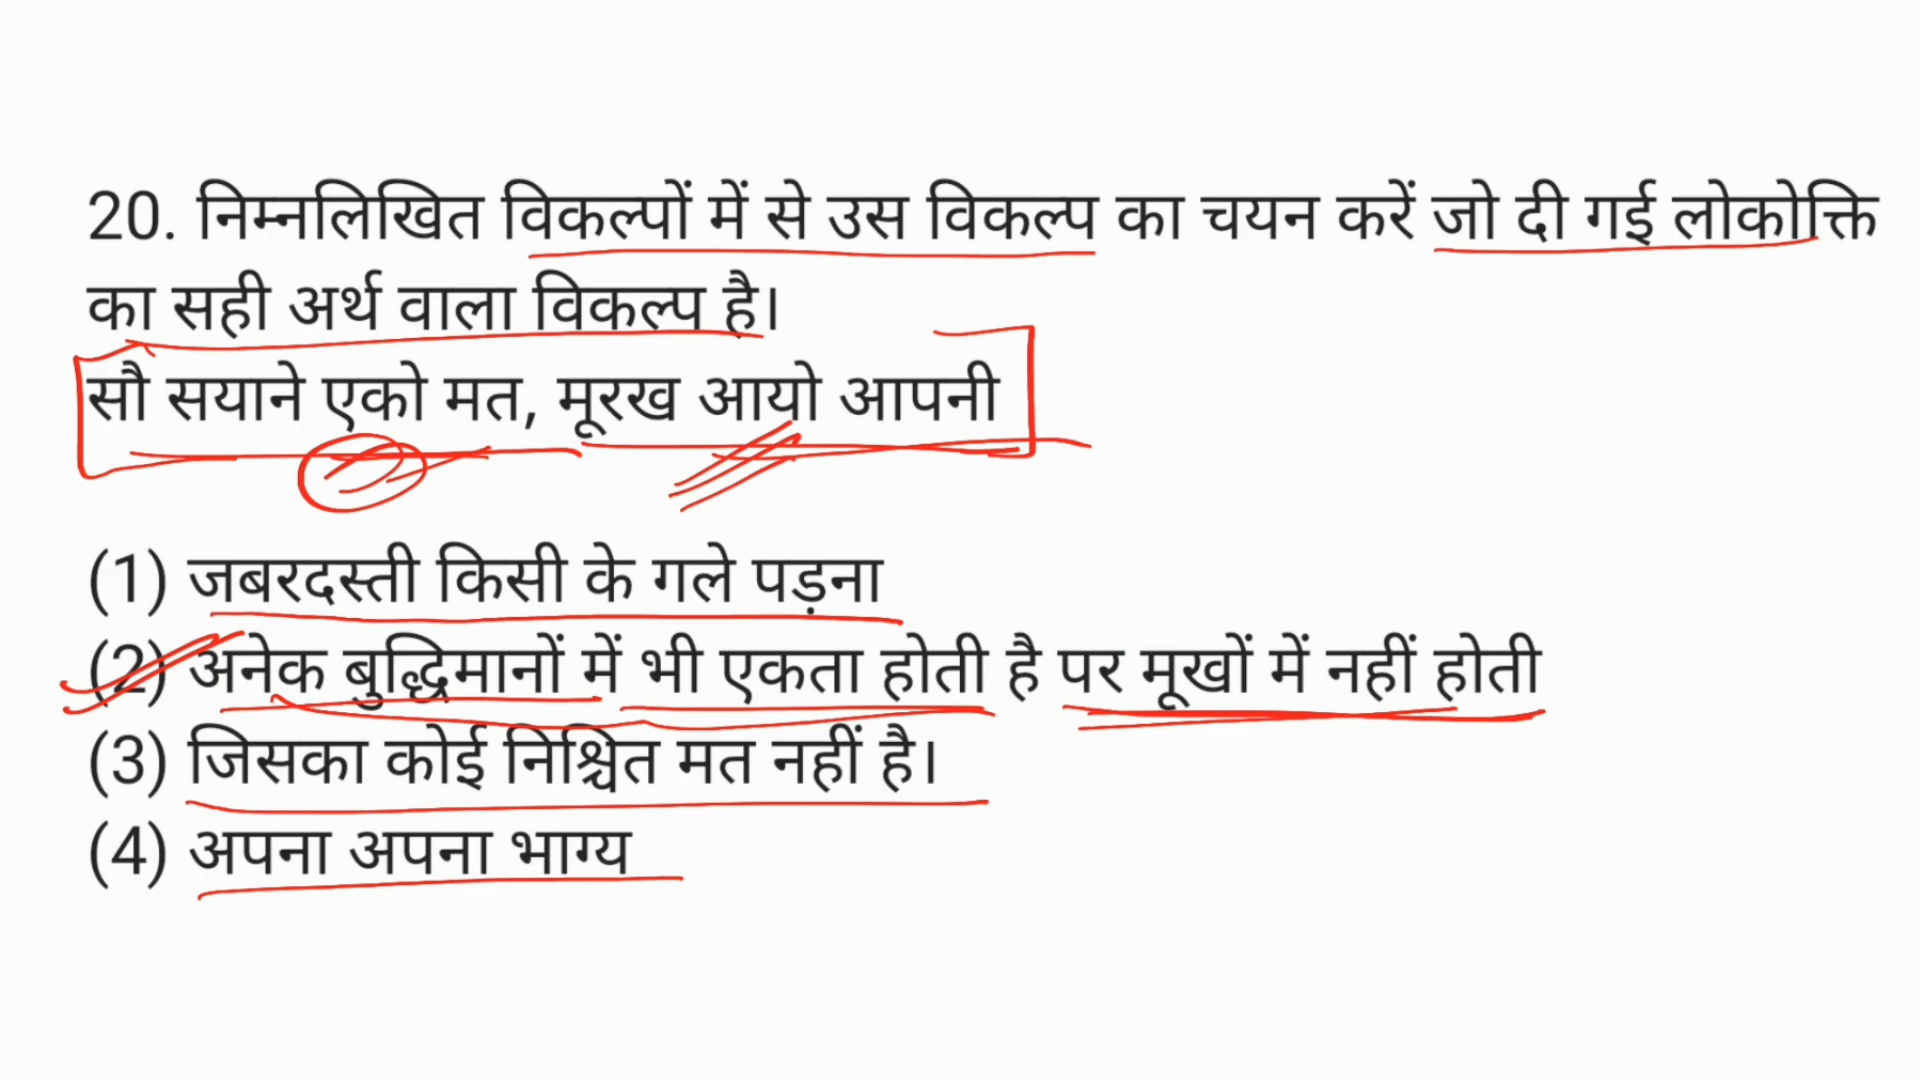 20. निम्नलिखित विकल्पों में से उस विकल्प का चयन करें जो दी गई लोकोक्ति
का सही अर्थ वाला विकल्प है।
सौ सयाने एको मत, मूरख आयो आपनी
(1) जबरदस्ती किसी के गले पड़ना
(2) अनेक बुद्धिमानों में भी एकता होती है पर मूखों में नहीं होती
(3) जिसका कोई निश्चित मत नहीं है।
(4) अपना अपना भाग्य